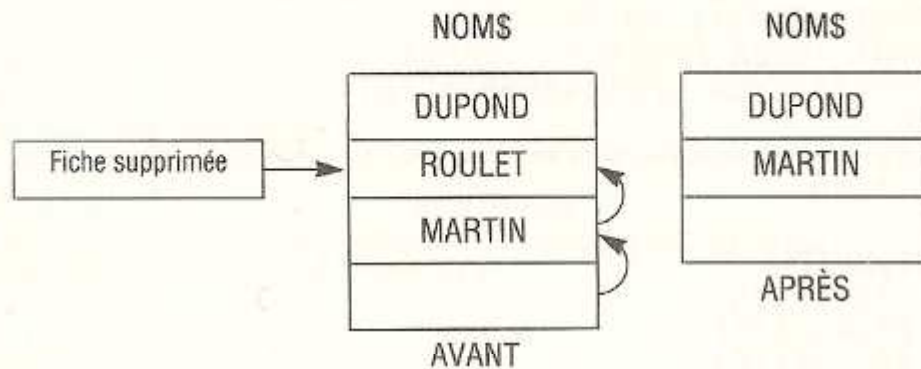 NOM$ NOM$
DUPOND DUPOND
Fiche supprimée ROULET MARTIN
MARTIN
APRÈS
AVANT